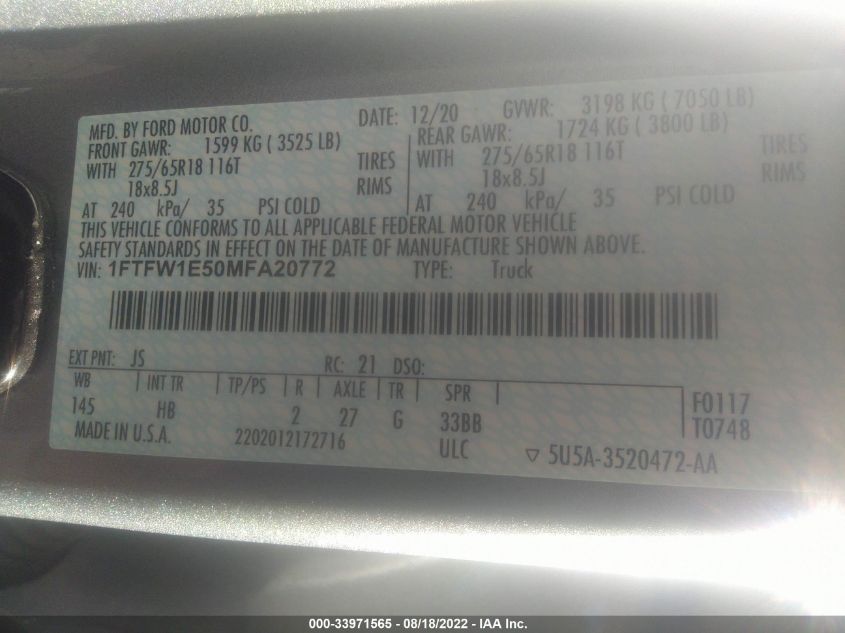 MFD. BY FORD MOTOR CO. DATE: 12/20 GVWR: 3198 KG ( 7050 LB)
FRONT GAWR: 1599 KG ( 3525 LB) REAR GAWR: 1724 KG ( 3800 LB)
WITH 275/65R18 116T TIRES WITH 275/65R18 116T TIRES
18x8.5J RIMS 18x8.5J RIMS
AT 240 kPa/ 35 PSI COLD AT 240 kPa/ 35 PSI COLD
THIS VEHICLE CONFORMS TO ALL APPLICABLE FEDERAL MOTOR VEHICLE
SAFETY STANDARDS IN EFFECT ON THE DATE OF MANUFACTURE SHOWN ABOVE.
VIN: 1FTFW1E50MFA20772 TYPE: Truck
EXT PNT: JS RC: 21 DSO:
WB INT TR TP/PS R AXLE TR SPR
145 HB 2 27 G 33BB F0117
T0748
MADE IN U.S.A. 2202012172716 ULC ▽ 5U5A-3520472-AA
000-33971565 - 08/18/2022 - IAA Inc.